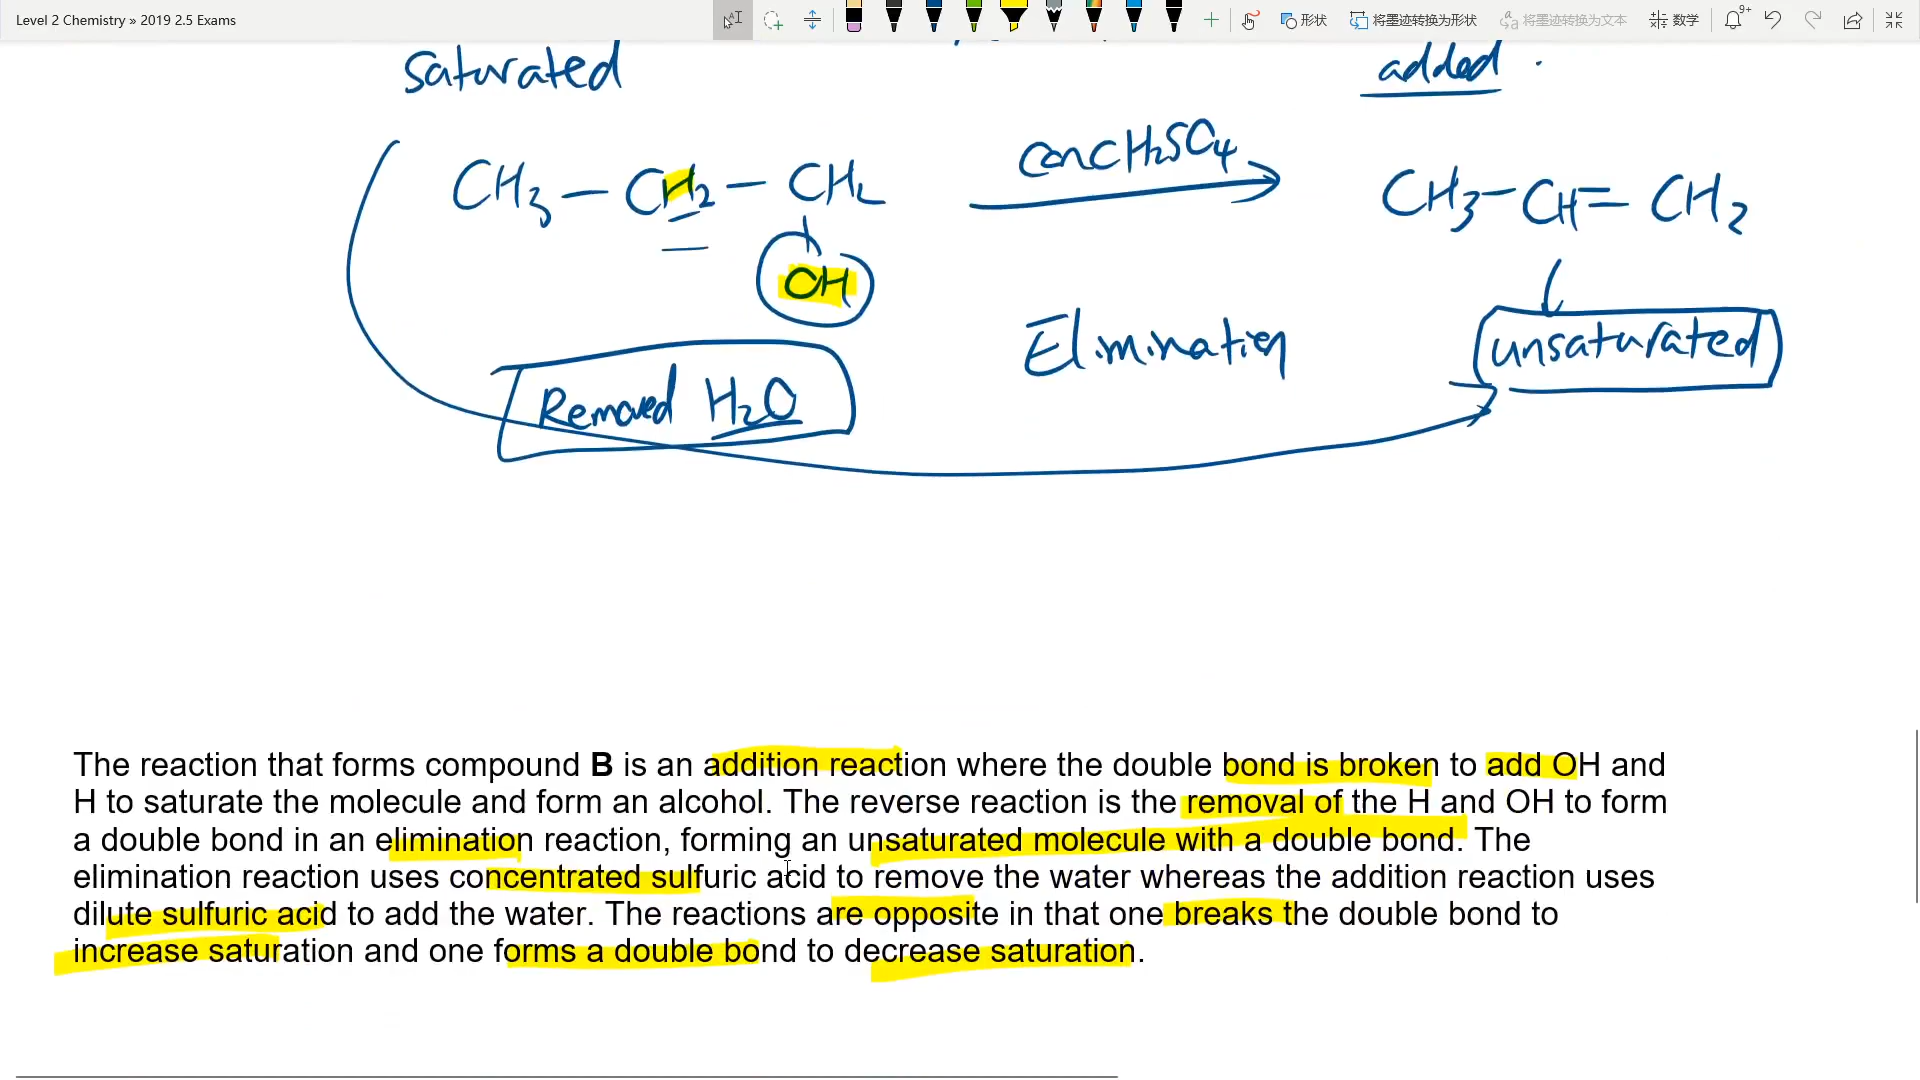 Level 2 Chemistry » 2019 2.5 Exams
形状 将墨迹转换为形状 将墨迹转换为文本 数学 9+
saturated
added.
CH3 — CH2 — CH2
OH
conc H2SO4
CH3 — CH = CH2
Elimination
unsaturated
Removed H2O
The reaction that forms compound B is an addition reaction where the double bond is broken to add OH and
H to saturate the molecule and form an alcohol. The reverse reaction is the removal of the H and OH to form
a double bond in an elimination reaction, forming an unsaturated molecule with a double bond. The
elimination reaction uses concentrated sulfuric acid to remove the water whereas the addition reaction uses
dilute sulfuric acid to add the water. The reactions are opposite in that one breaks the double bond to
increase saturation and one forms a double bond to decrease saturation.